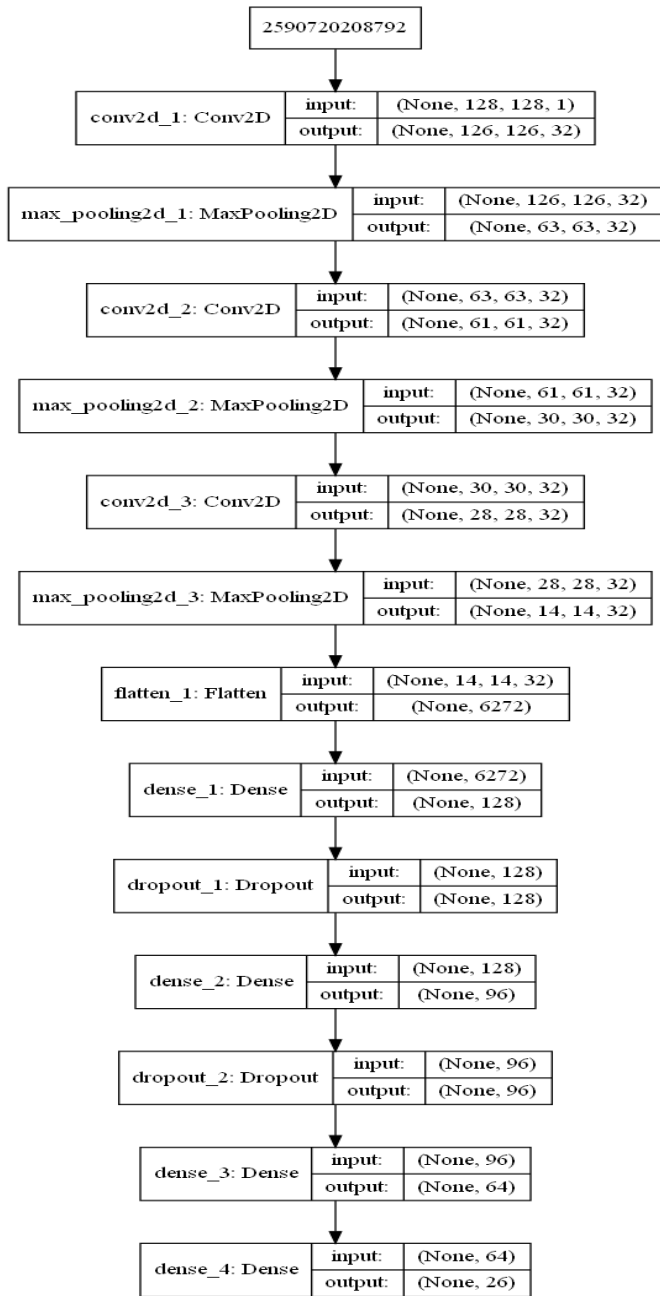 2590720208792
conv2d_1: Conv2D
input: (None, 128, 128, 1)
output: (None, 126, 126, 32)
max_pooling2d_1: MaxPooling2D
input: (None, 126, 126, 32)
output: (None, 63, 63, 32)
conv2d_2: Conv2D
input: (None, 63, 63, 32)
output: (None, 61, 61, 32)
max_pooling2d_2: MaxPooling2D
input: (None, 61, 61, 32)
output: (None, 30, 30, 32)
conv2d_3: Conv2D
input: (None, 30, 30, 32)
output: (None, 28, 28, 32)
max_pooling2d_3: MaxPooling2D
input: (None, 28, 28, 32)
output: (None, 14, 14, 32)
flatten_1: Flatten
input: (None, 14, 14, 32)
output: (None, 6272)
dense_1: Dense
input: (None, 6272)
output: (None, 128)
dropout_1: Dropout
input: (None, 128)
output: (None, 128)
dense_2: Dense
input: (None, 128)
output: (None, 96)
dropout_2: Dropout
input: (None, 96)
output: (None, 96)
dense_3: Dense
input: (None, 96)
output: (None, 64)
dense_4: Dense
input: (None, 64)
output: (None, 26)